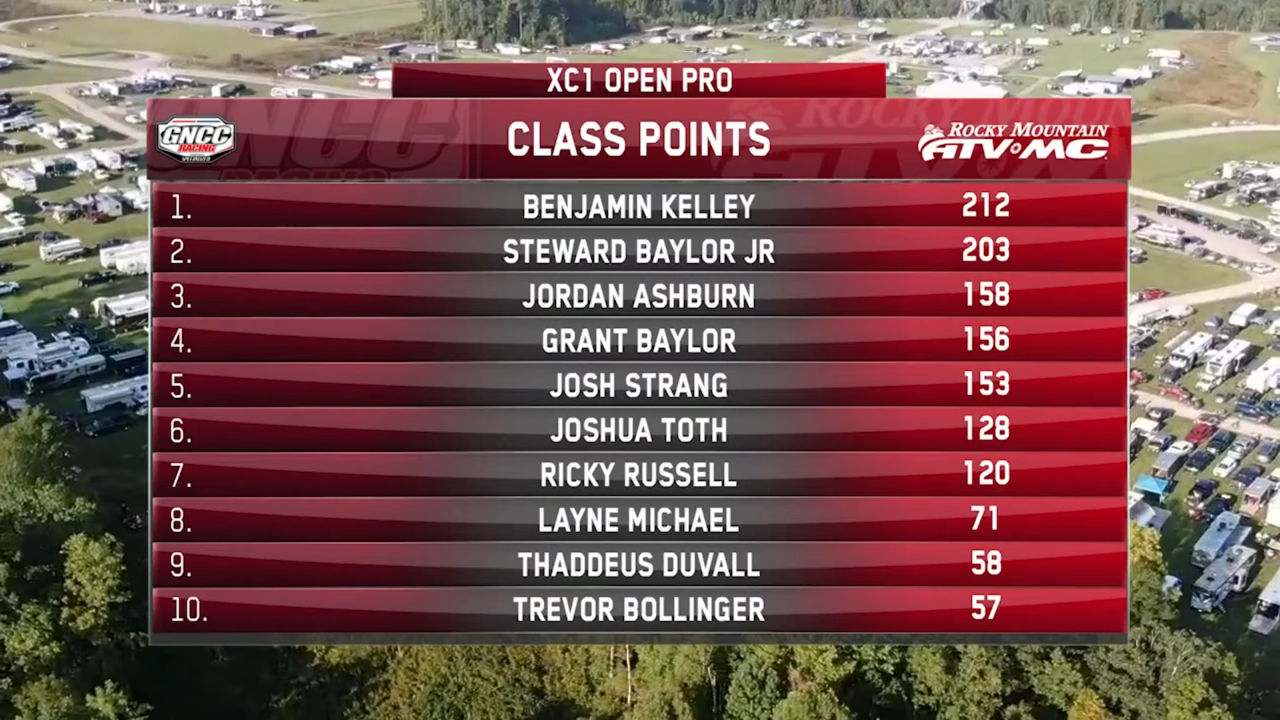 XC1 OPEN PRO
GNCC
RACING
CLASS POINTS
ROCKY MOUNTAIN
ATV MC
1. BENJAMIN KELLEY 212
2. STEWARD BAYLOR JR 203
3. JORDAN ASHBURN 158
4. GRANT BAYLOR 156
5. JOSH STRANG 153
6. JOSHUA TOTH 128
7. RICKY RUSSELL 120
8. LAYNE MICHAEL 71
9. THADDEUS DUVALL 58
10. TREVOR BOLLINGER 57